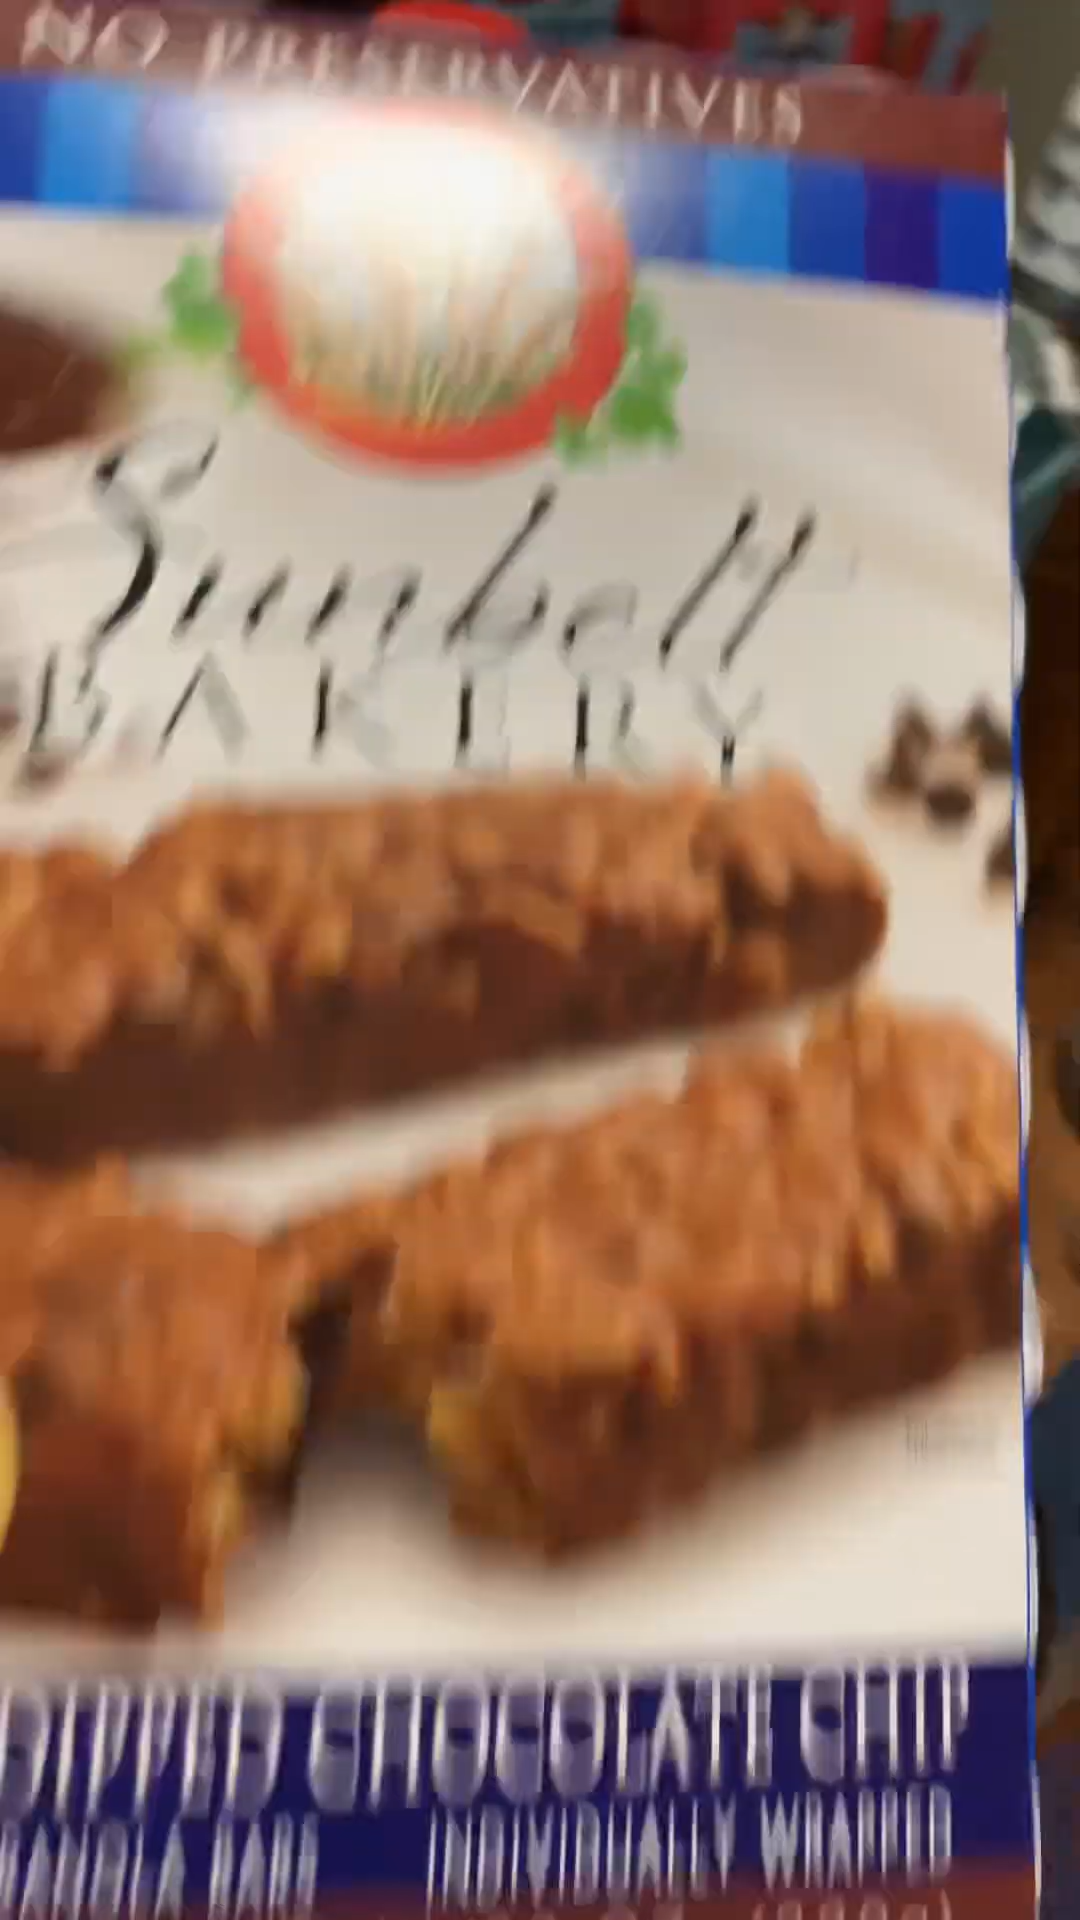 NO PRESERVATIVES
Sunbelt
BAKERY
DIPPED CHOCOLATE CHIP
GRANOLA BARS INDIVIDUALLY WRAPPED